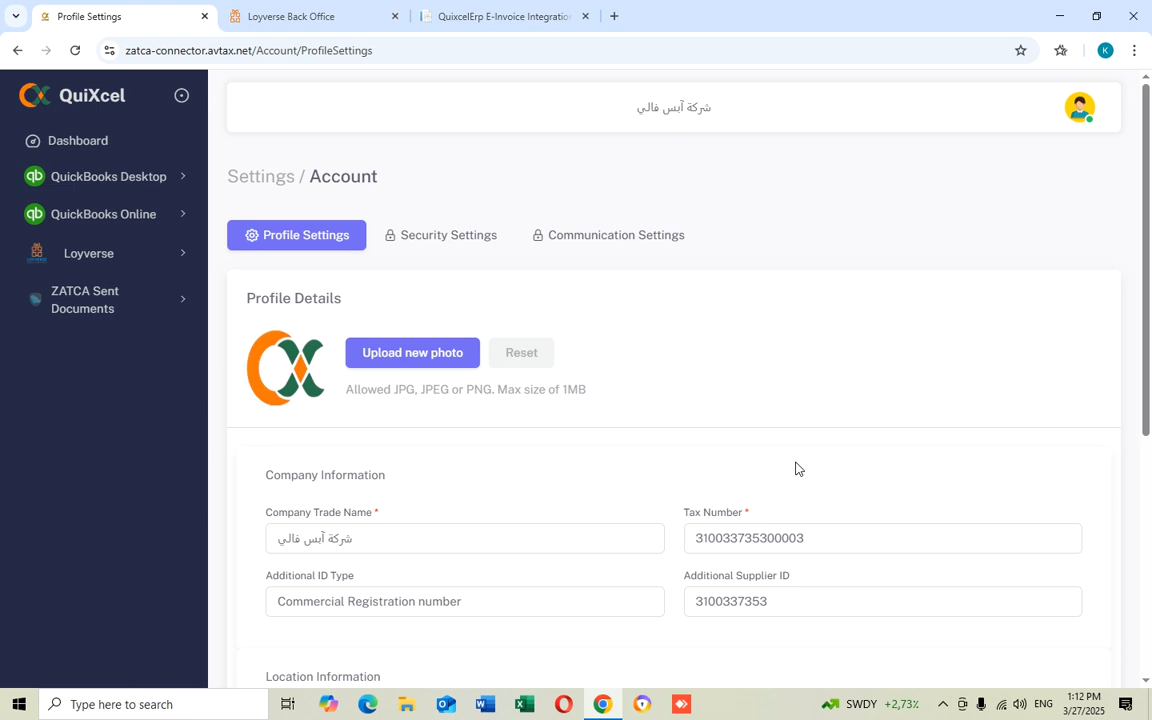 Profile Settings
Loyverse Back Office
QuixcelErp E-Invoice Integration
zatca-connector.avtax.net/Account/ProfileSettings
K
QuiXcel
شركة آبس فالي
Dashboard
Settings / Account
qb QuickBooks Desktop
qb QuickBooks Online
Profile Settings
Security Settings
Communication Settings
Loyverse
ZATCA Sent
Documents
Profile Details
Upload new photo
Reset
Allowed JPG, JPEG or PNG. Max size of 1MB
Company Information
Company Trade Name *
Tax Number *
شركة آبس فالي
310033735300003
Additional ID Type
Additional Supplier ID
Commercial Registration number
3100337353
Location Information
Type here to search
SWDY +2,73%
ENG
1:12 PM
3/27/2025